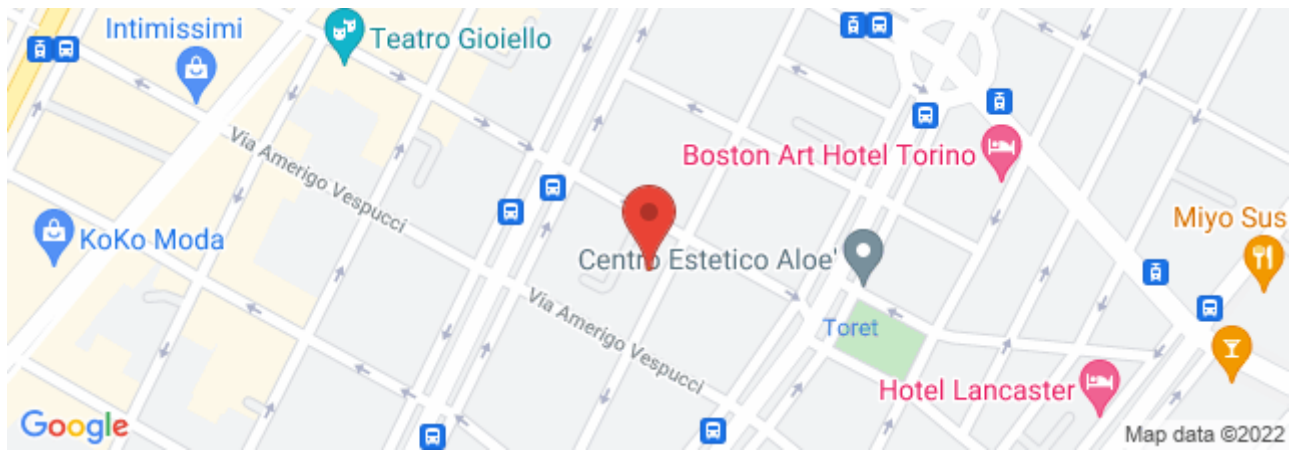 Intimissimi
Teatro Gioiello
Via Amerigo Vespucci
Boston Art Hotel Torino
Miyo Sus
KoKo Moda
Centro Estetico Aloe'
Via Amerigo Vespucci
Toret
Hotel Lancaster
Google
Map data ©2022